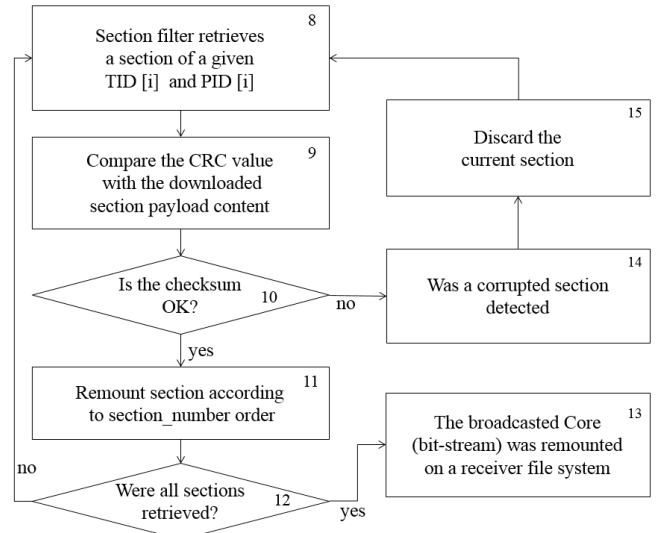 8
Section filter retrieves
a section of a given
TID [i] and PID [i]
15
Discard the
current section
9
Compare the CRC value
with the downloaded
section payload content
14
Was a corrupted section
detected
Is the checksum
OK?
10
no
yes
11
Remount section according
to section_number order
13
The broadcasted Core
(bit-stream) was remounted
on a receiver file system
no
Were all sections
retrieved?
12
yes